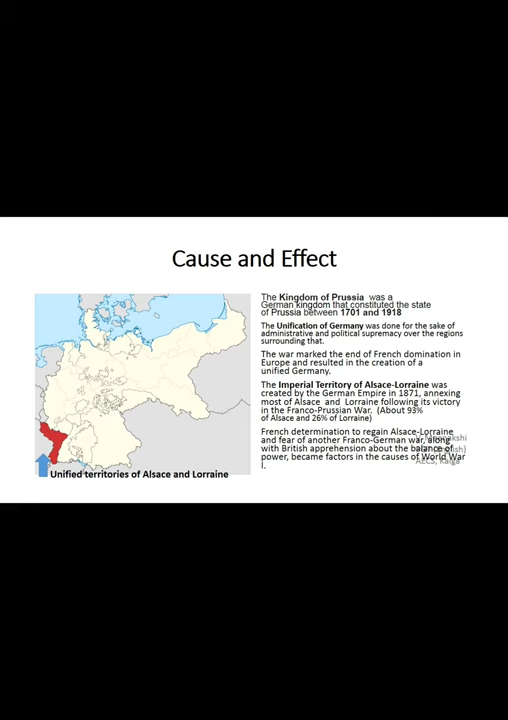 Cause and Effect
The Kingdom of Prussia was a
German kingdom that constituted the state
of Prussia between 1701 and 1918
The Unification of Germany was done for the sake of
administrative and political supremacy over the regions
surrounding that.
The war marked the end of French domination in
Europe and resulted in the creation of a
unified Germany.
The Imperial Territory of Alsace-Lorraine was
created by the German Empire in 1871, annexing
most of Alsace and Lorraine following its victory
in the Franco-Prussian War. (About 93%
of Alsace and 26% of Lorraine)
French determination to regain Alsace-Lorraine
and fear of another Franco-German war, along
with British apprehension about the balance of
power, became factors in the causes of World War
I.
AECS, Kaiga
Unified territories of Alsace and Lorraine